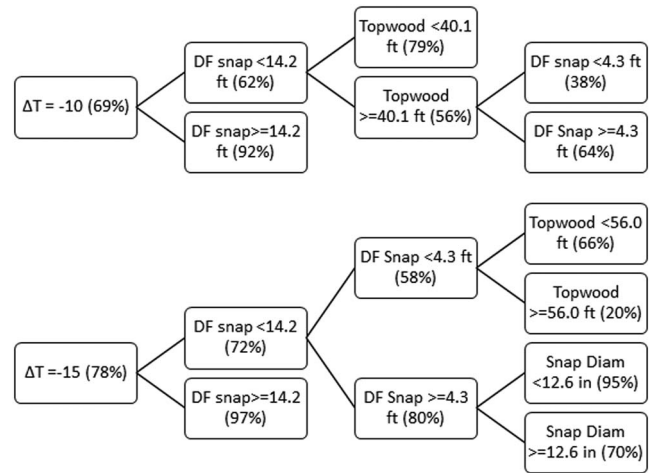 ΔT = -10 (69%)
DF snap <14.2
ft (62%)
DF snap>=14.2
ft (92%)
Topwood <40.1
ft (79%)
Topwood
>=40.1 ft (56%)
DF snap <4.3 ft
(38%)
DF Snap >=4.3
ft (64%)
ΔT =-15 (78%)
DF snap <14.2
(72%)
DF snap>=14.2
(97%)
DF Snap <4.3 ft
(58%)
DF Snap >=4.3
ft (80%)
Topwood <56.0
ft (66%)
Topwood
>=56.0 ft (20%)
Snap Diam
<12.6 in (95%)
Snap Diam
>=12.6 in (70%)